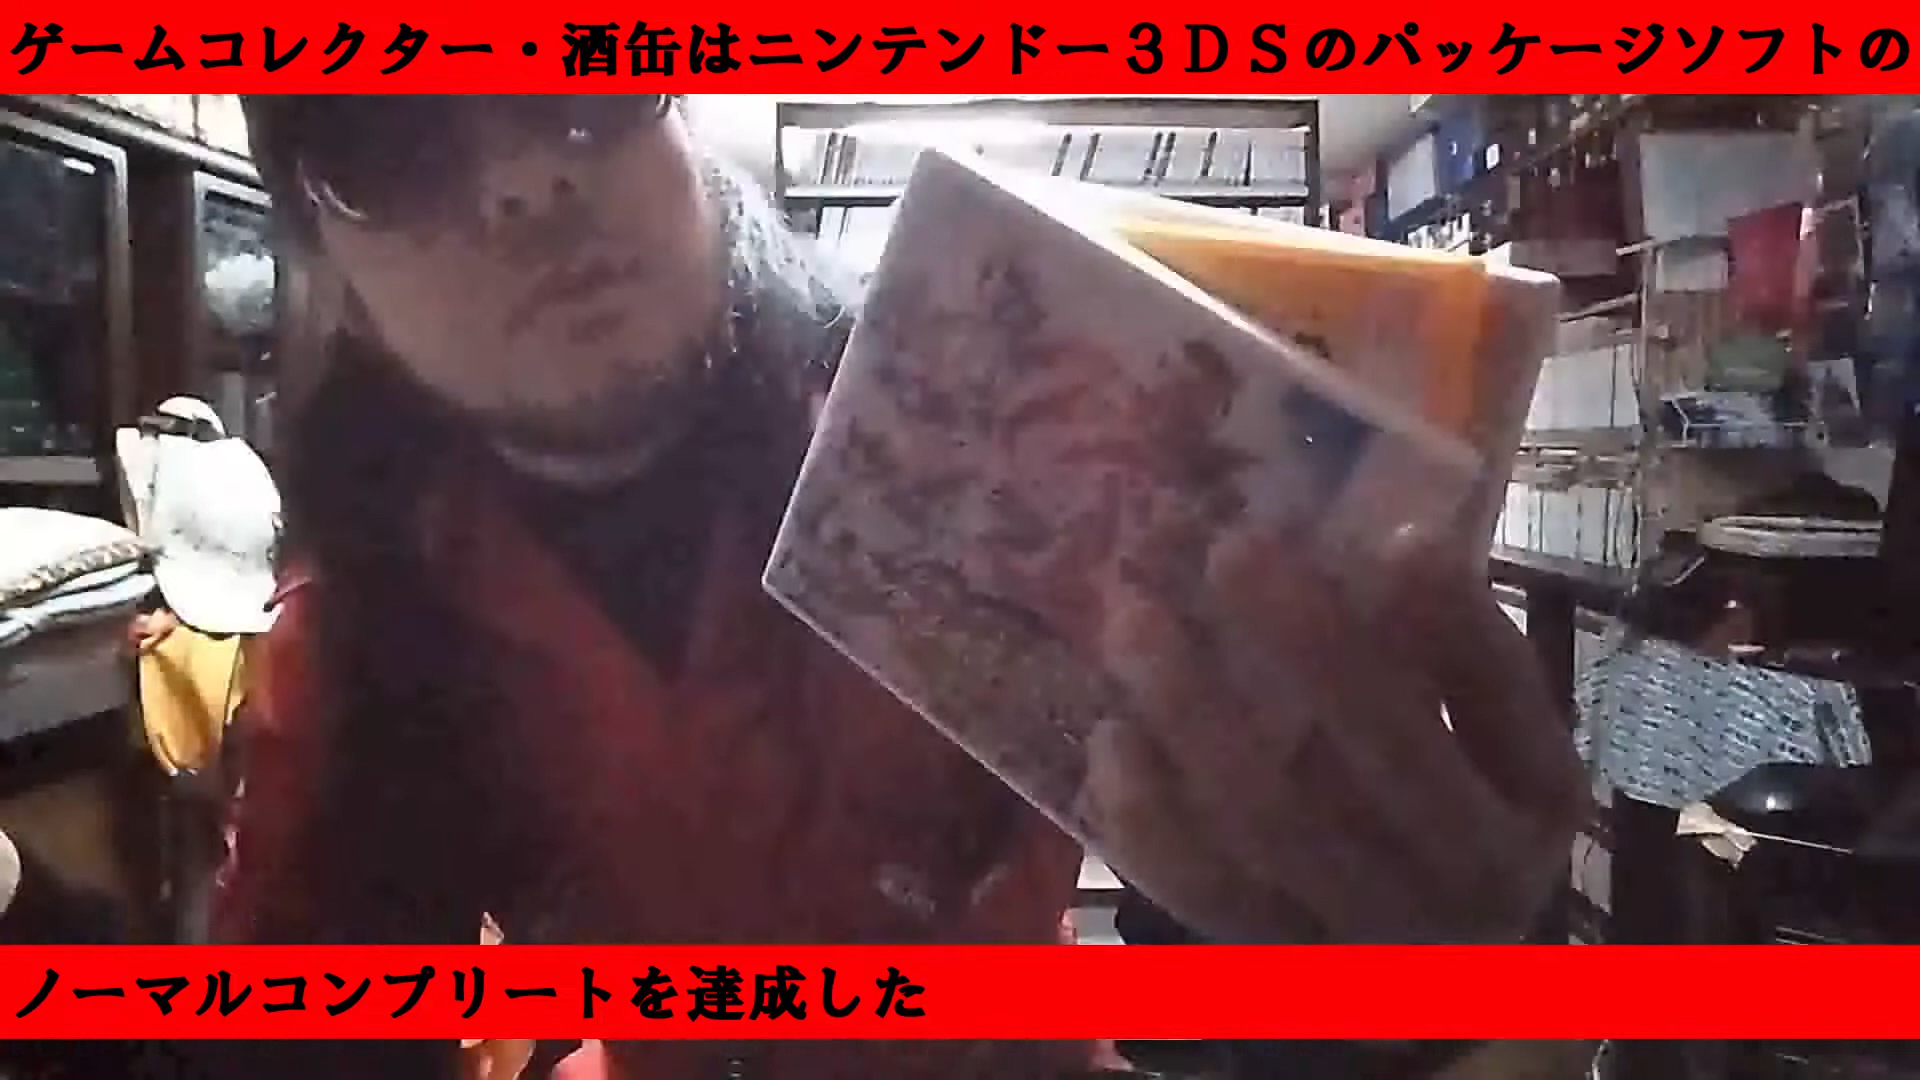 ゲームコレクター・酒缶はニンテンドー３ＤＳのパッケージソフトの
ノーマルコンプリートを達成した